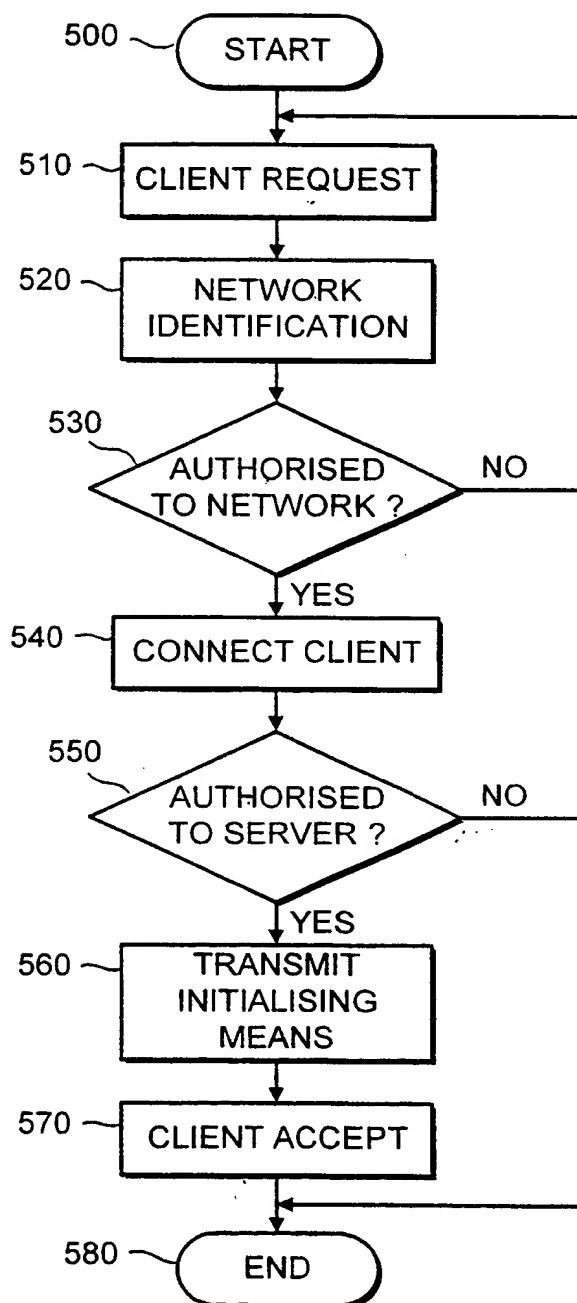 500
START
510
CLIENT REQUEST
520
NETWORK
IDENTIFICATION
530
AUTHORISED
TO NETWORK ?
NO
YES
540
CONNECT CLIENT
550
AUTHORISED
TO SERVER ?
NO
YES
560
TRANSMIT
INITIALISING
MEANS
570
CLIENT ACCEPT
580
END